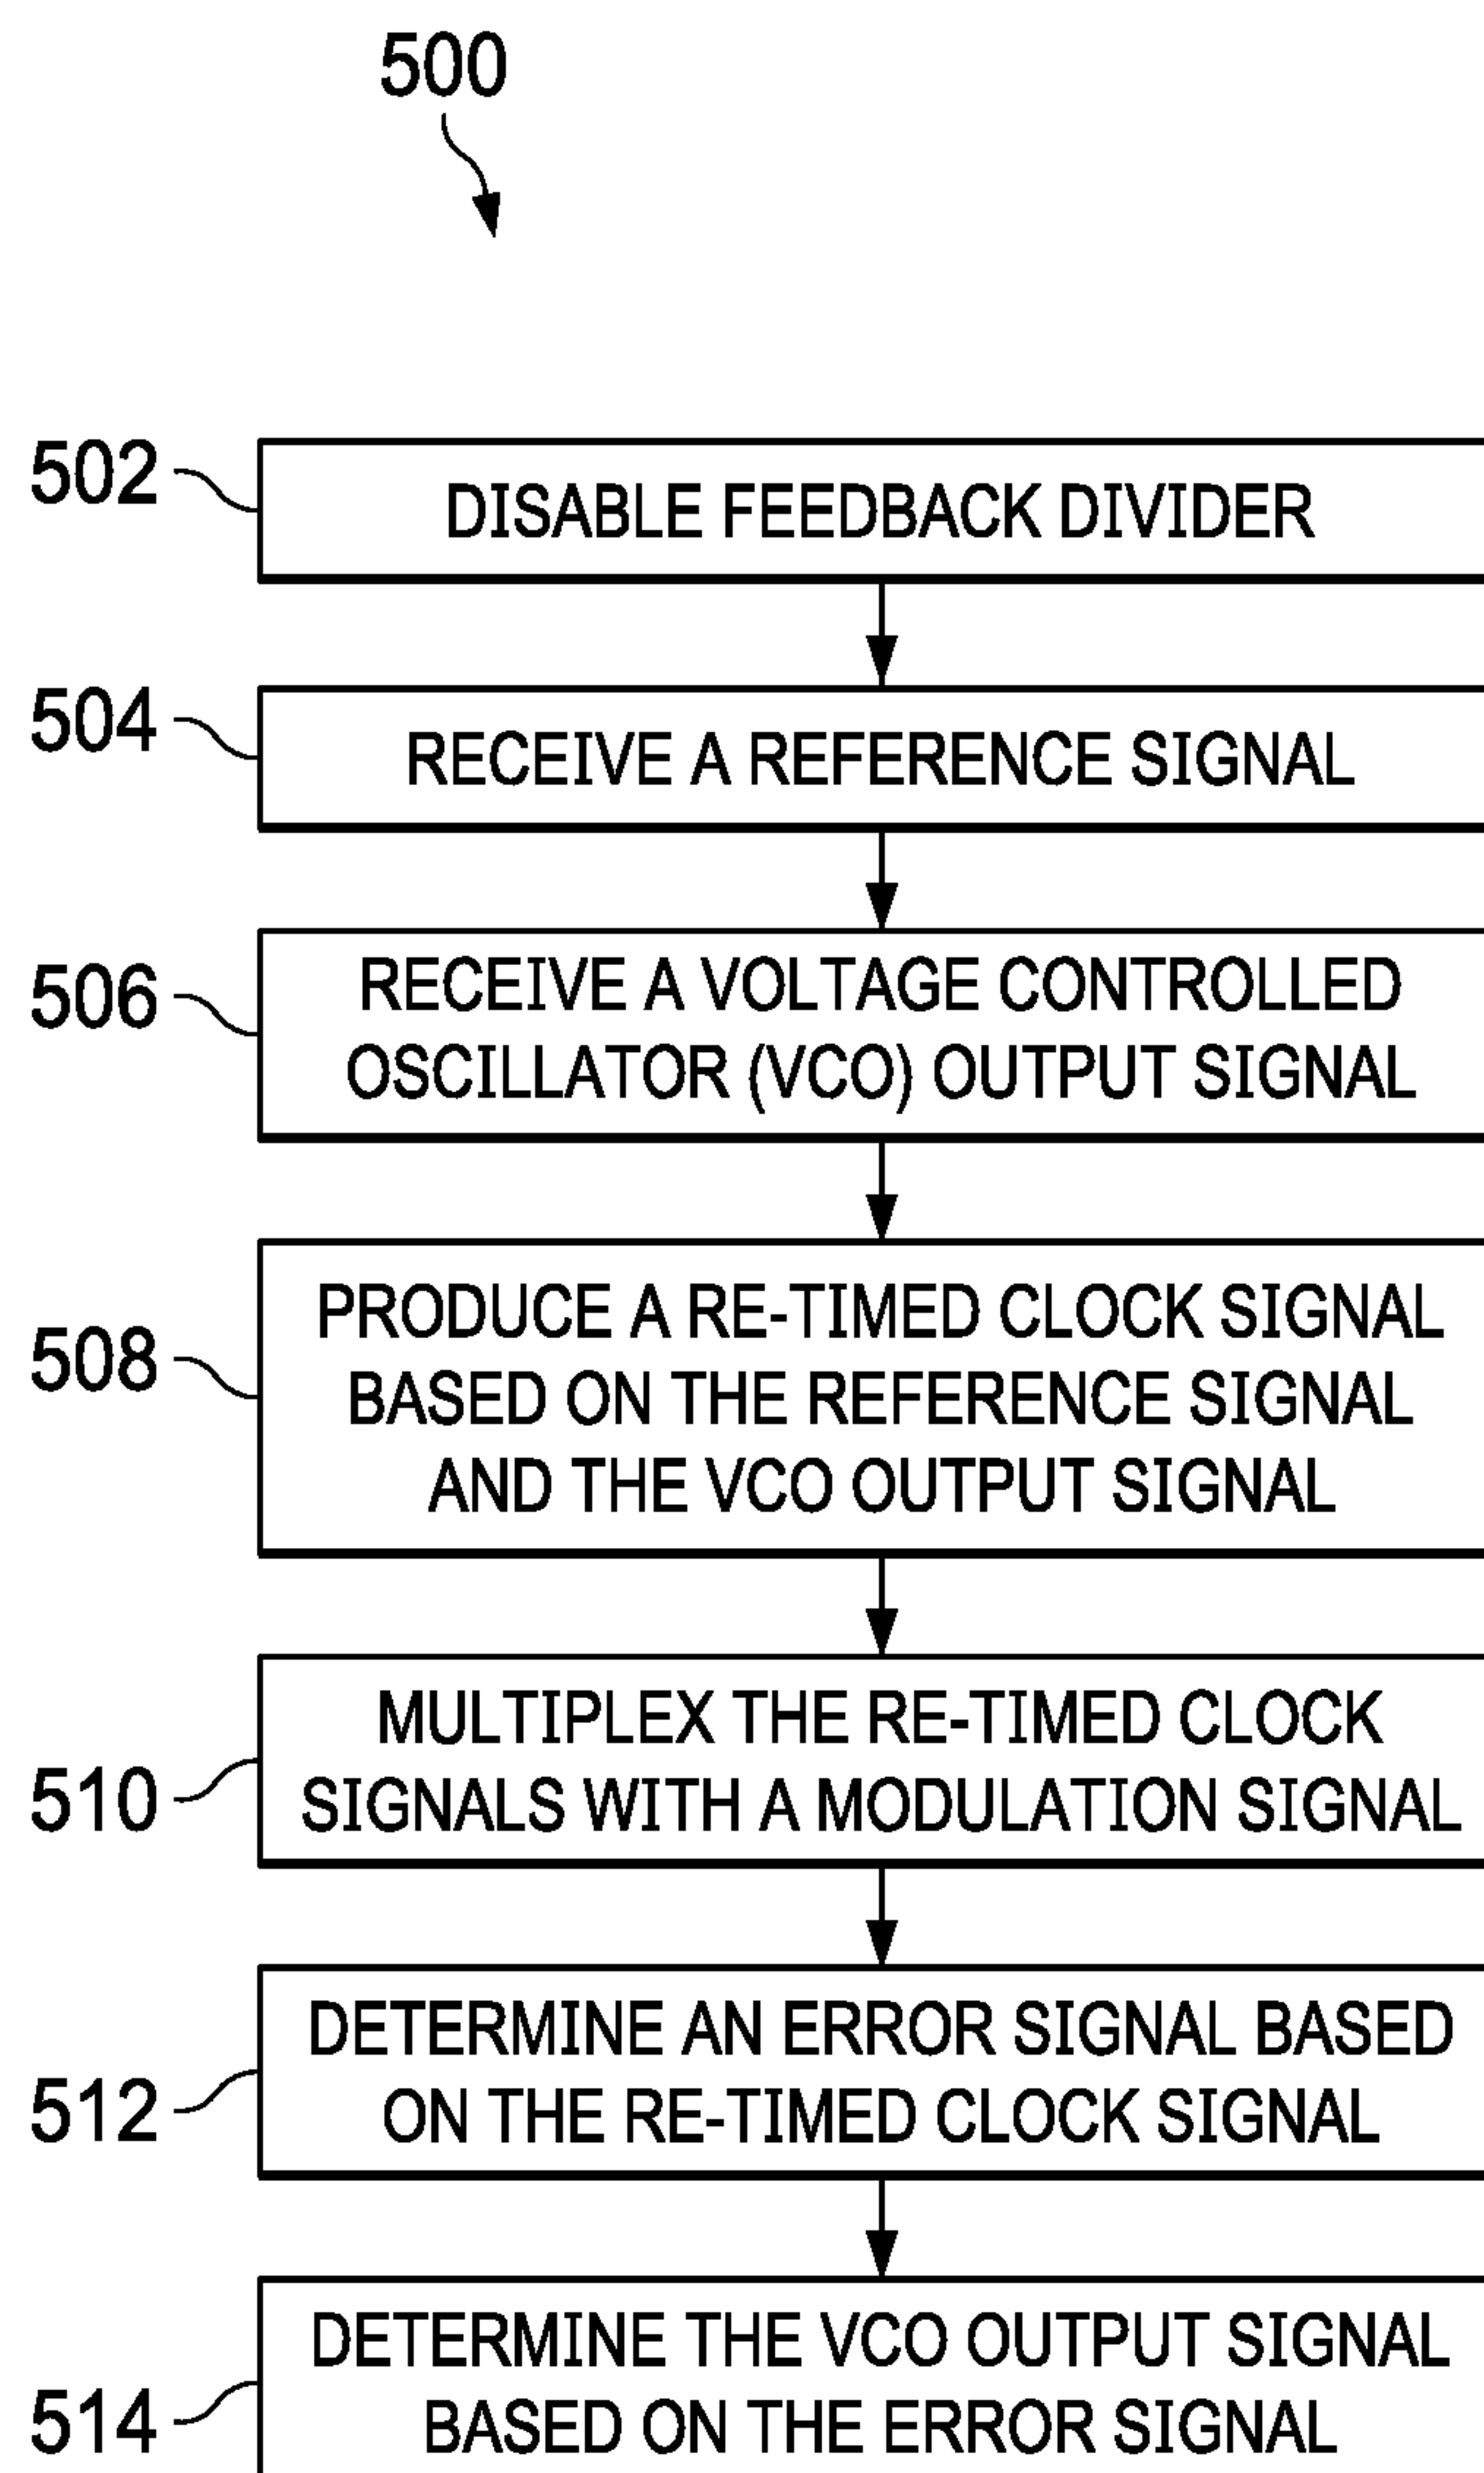 500
502
DISABLE FEEDBACK DIVIDER
504
RECEIVE A REFERENCE SIGNAL
506
RECEIVE A VOLTAGE CONTROLLED
OSCILLATOR (VCO) OUTPUT SIGNAL
508
PRODUCE A RE-TIMED CLOCK SIGNAL
BASED ON THE REFERENCE SIGNAL
AND THE VCO OUTPUT SIGNAL
510
MULTIPLEX THE RE-TIMED CLOCK
SIGNALS WITH A MODULATION SIGNAL
512
DETERMINE AN ERROR SIGNAL BASED
ON THE RE-TIMED CLOCK SIGNAL
514
DETERMINE THE VCO OUTPUT SIGNAL
BASED ON THE ERROR SIGNAL